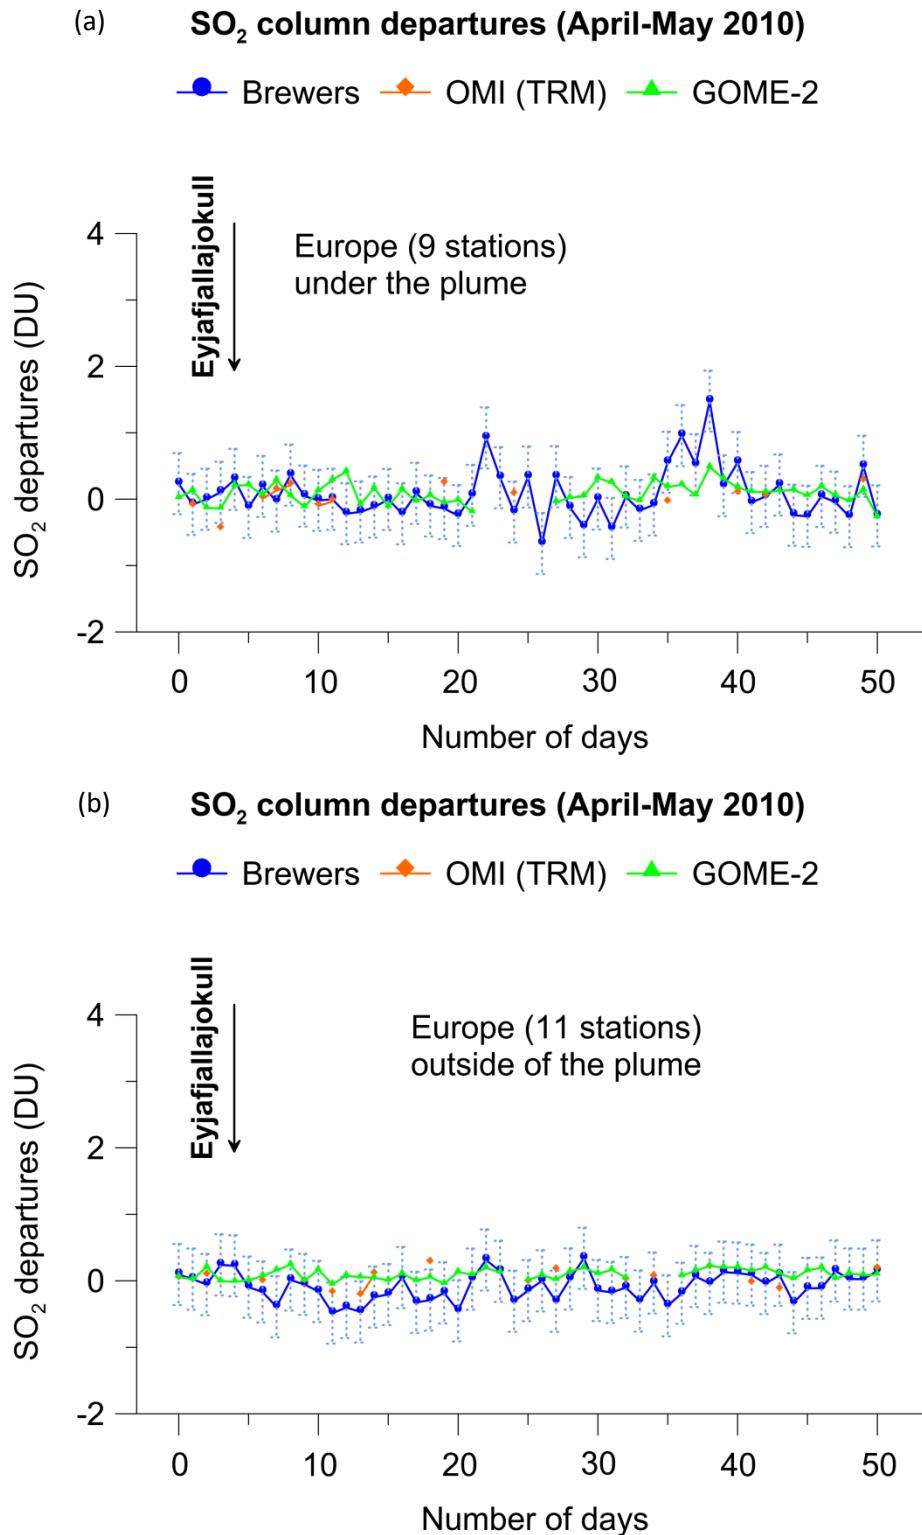 (a) SO₂ column departures (April-May 2010)
Brewers OMI (TRM) GOME-2
Eyjafjallajokull
Europe (9 stations)
under the plume
SO₂ departures (DU)
4
2
0
-2
0 10 20 30 40 50
Number of days
(b) SO₂ column departures (April-May 2010)
Brewers OMI (TRM) GOME-2
Eyjafjallajokull
Europe (11 stations)
outside of the plume
SO₂ departures (DU)
4
2
0
-2
0 10 20 30 40 50
Number of days